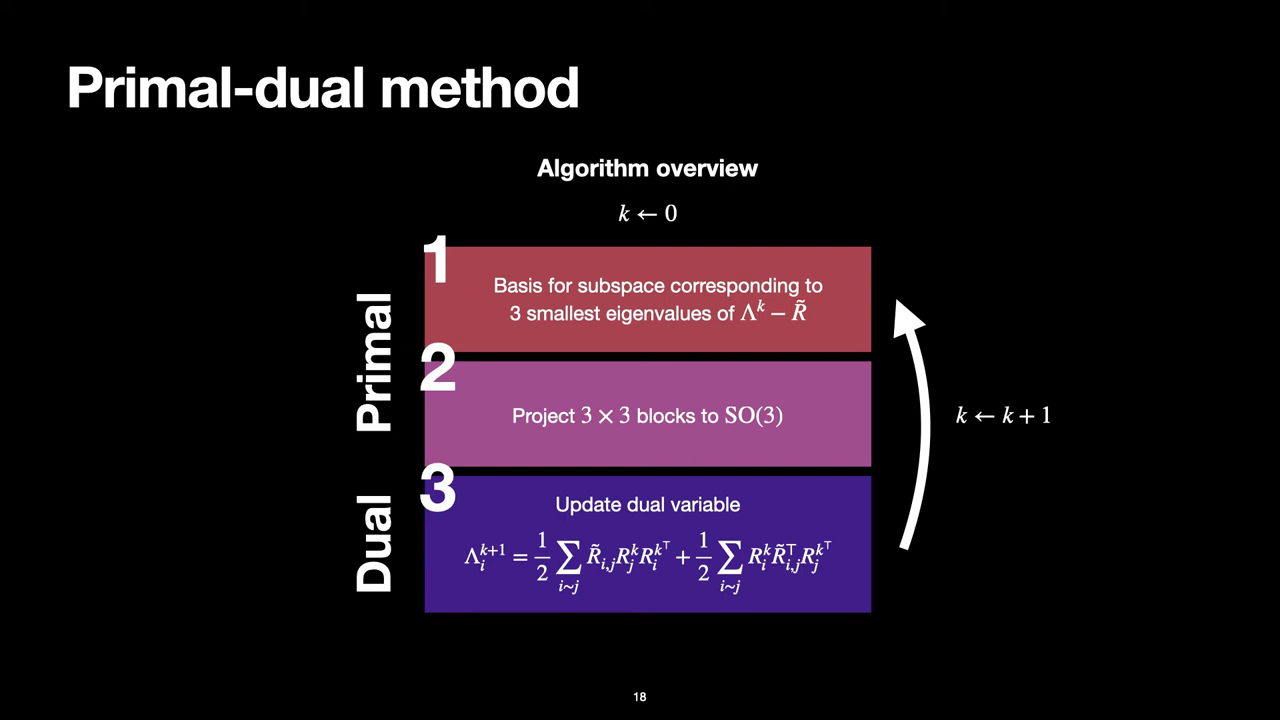 Primal-dual method
Algorithm overview
k ← 0
Primal
1
Basis for subspace corresponding to
3 smallest eigenvalues of Λ^k − R̃
2
Project 3 × 3 blocks to SO(3)
k ← k + 1
Dual
3
Update dual variable
Λ_i^{k+1} = \frac{1}{2} ∑_{i~j} R̃_{i,j} R_j^k R_i^{k^⊤} + \frac{1}{2} ∑_{i~j} R_i^k R̃_{i,j}^⊤ R_j^{k^⊤}
18